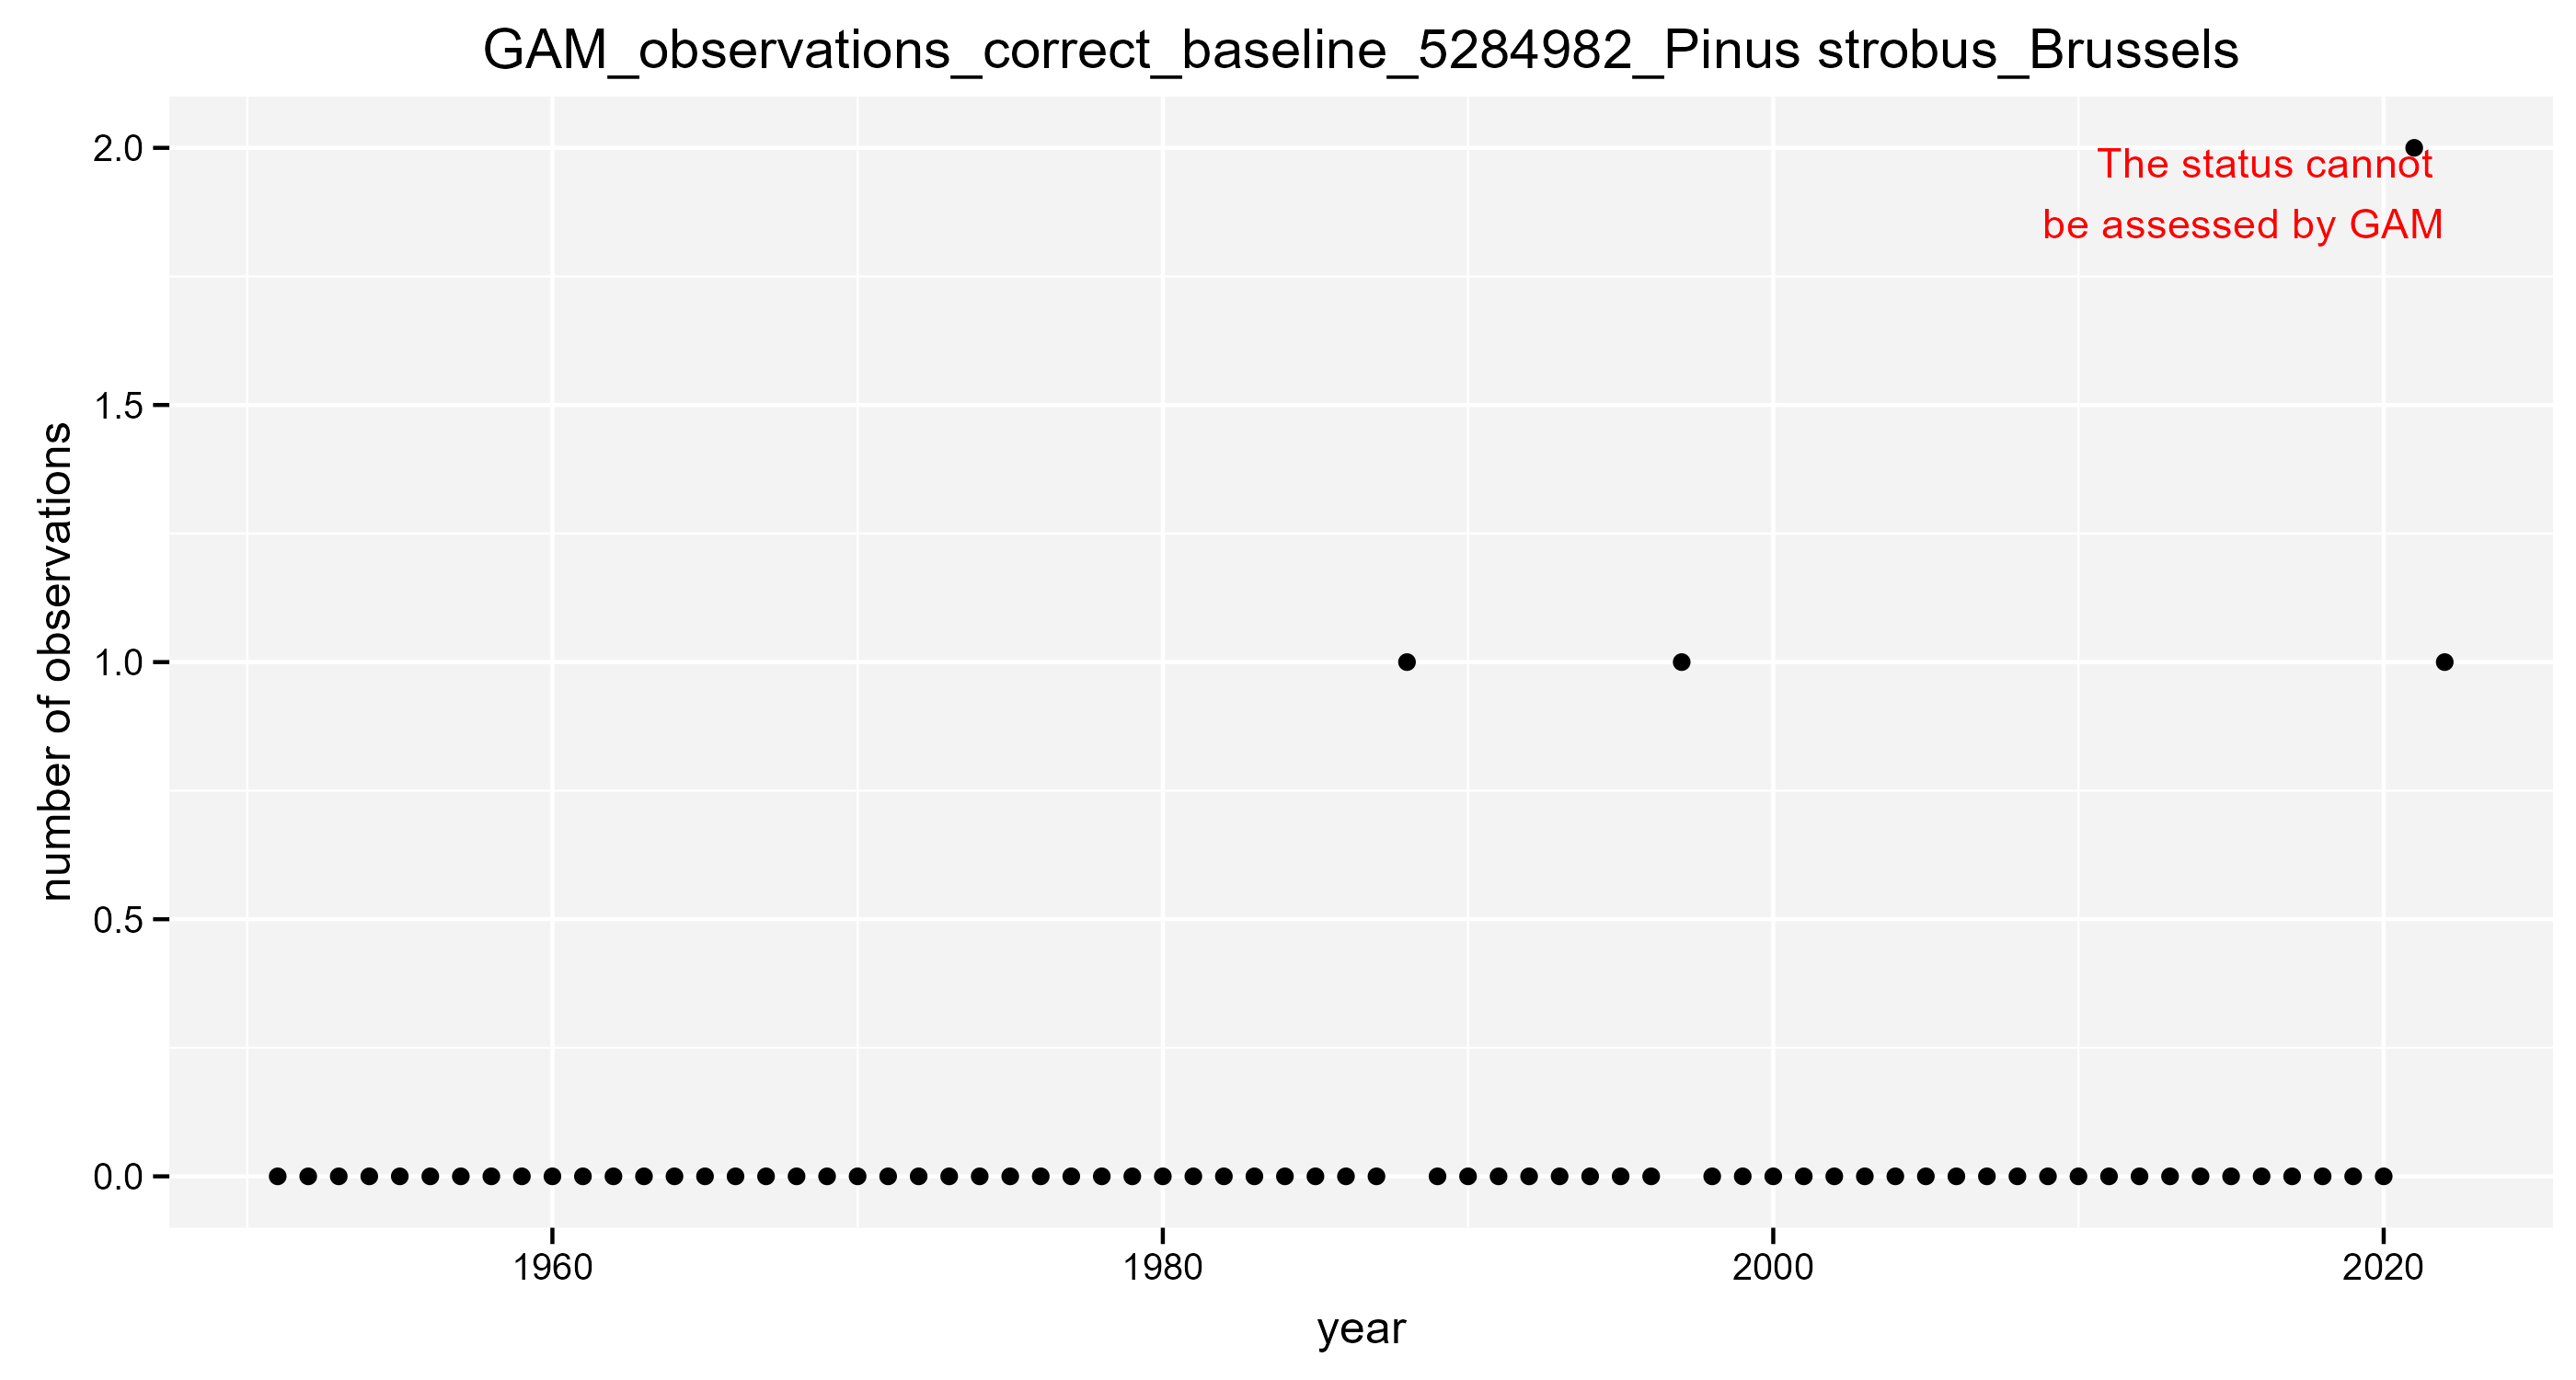 GAM_observations_correct_baseline_5284982_Pinus strobus_Brussels
2.0
The status cannot
be assessed by GAM
1.5
number of observations
1.0
0.5
0.0
1960
1980
2000
2020
year